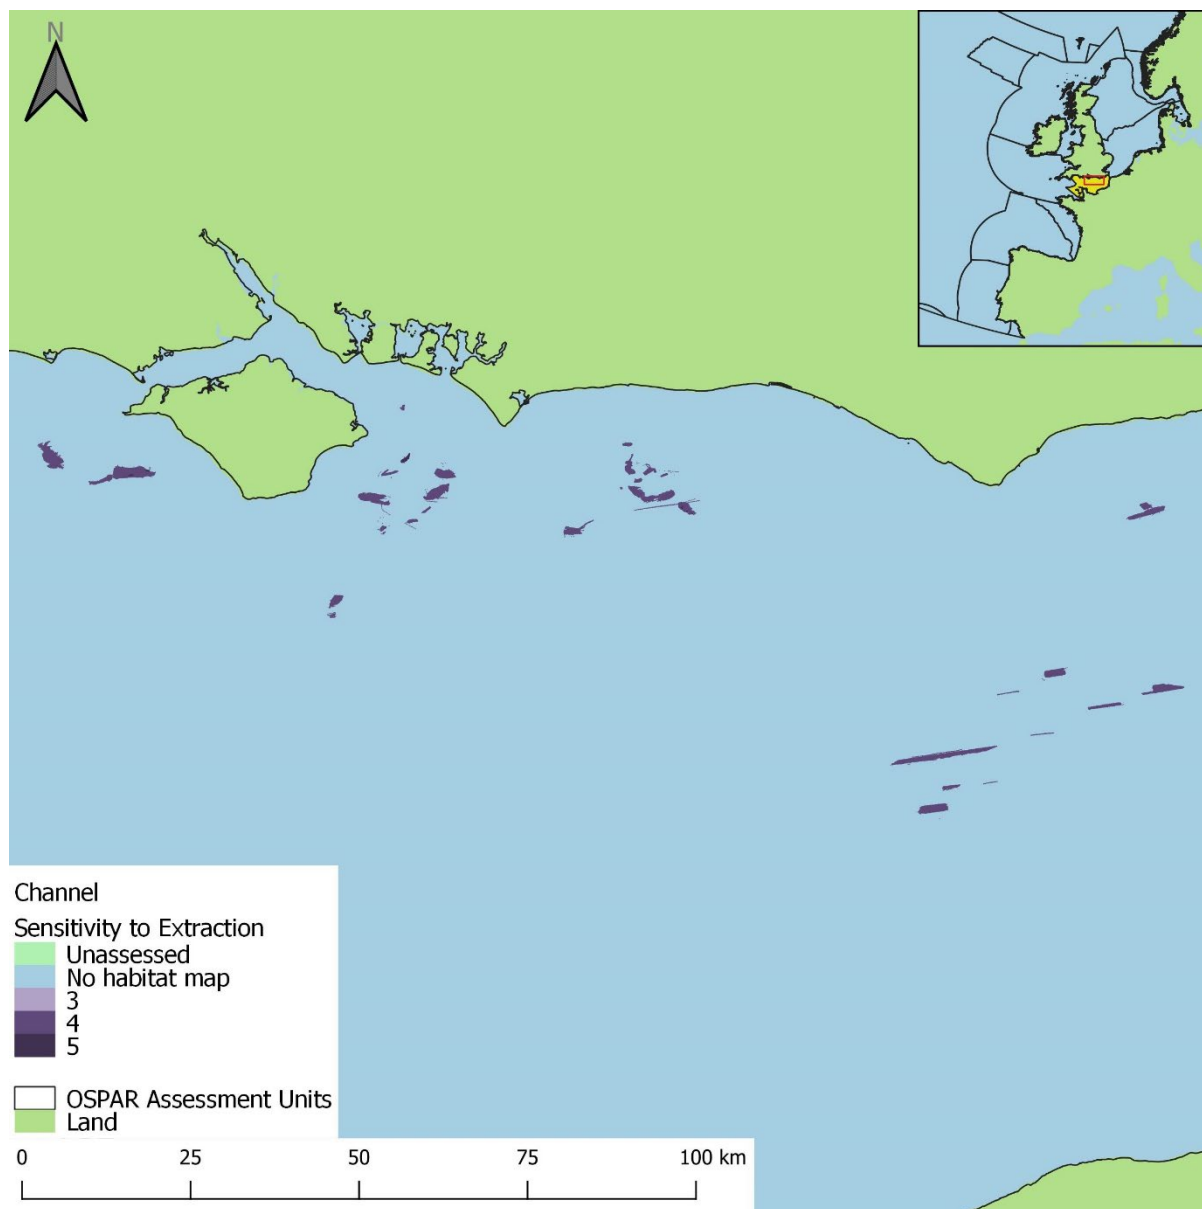 N
Channel
Sensitivity to Extraction
Unassessed
No habitat map
3
4
5
OSPAR Assessment Units
Land
0 25 50 75 100 km